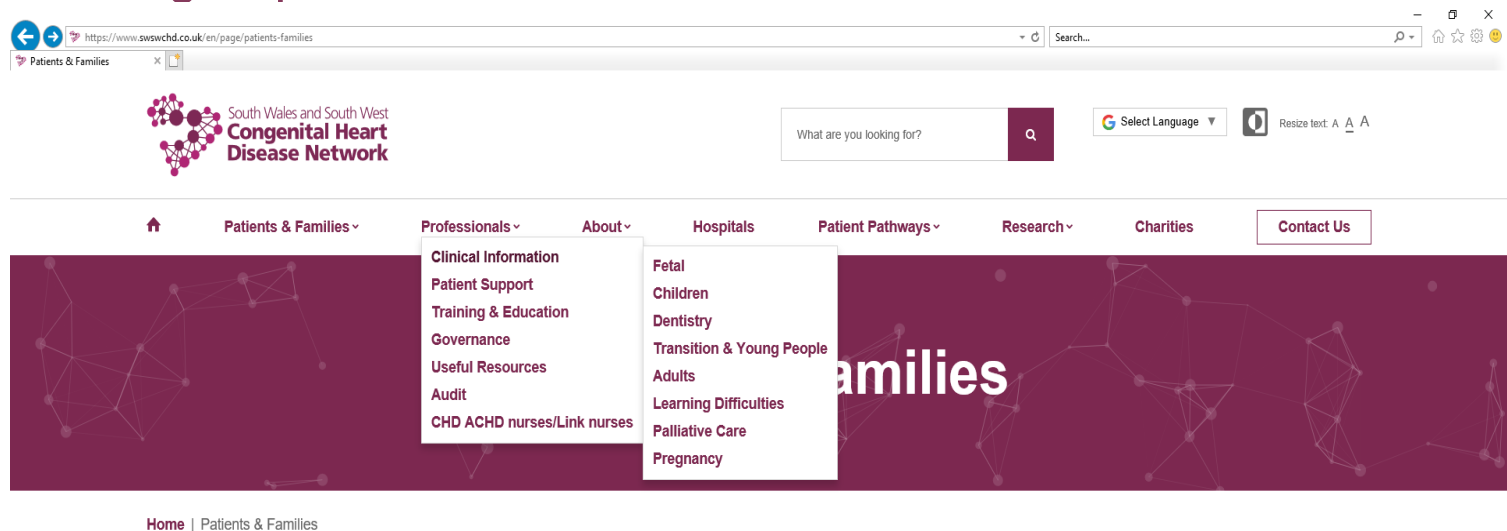 https://www.swswchd.co.uk/en/page/patients-families
Search...
Patients & Families
South Wales and South West
Congenital Heart
Disease Network
What are you looking for?
Select Language ▼
Resize text: A A A
Patients & Families
Professionals
About
Hospitals
Patient Pathways
Research
Charities
Contact Us
Clinical Information
Patient Support
Training & Education
Governance
Useful Resources
Audit
CHD ACHD nurses/Link nurses
Fetal
Children
Dentistry
Transition & Young People
Adults
Learning Difficulties
Palliative Care
Pregnancy
amilies
Home | Patients & Families